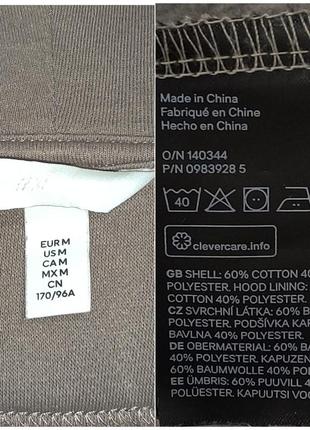 H&M
EUR M
US M
CA M
MX M
CN
170/96A
Made in China
Fabriqué en Chine
Hecho en China
O/N 140344
P/N 0983928 5
40
clevercare.info
GB SHELL: 60% COTTON 40
POLYESTER. HOOD LINING:
COTTON 40% POLYESTER.
CZ SVRCHNÍ LÁTKA: 60% B
40% POLYESTER. PODŠÍVKA KAP
BAVLNA 40% POLYESTER.
DE OBERMATERIAL: 60% BA
40% POLYESTER. KAPUZEN
60% BAUMWOLLE 40% POLYE
EE ÜMBRIS: 60% PUUVILL 4
POLÜESTER. KAPUUTSI VO